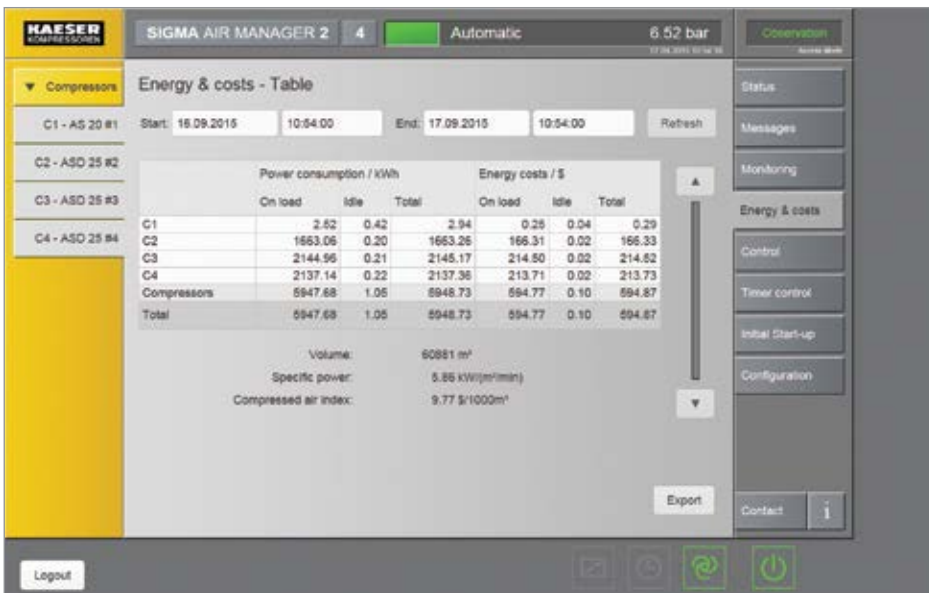 KAESER
KOMPRESSOREN
SIGMA AIR MANAGER 2 4 Automatic 6.52 bar
Observation
▼ Compressors
C1 - AS 20 #1
C2 - ASD 25 #2
C3 - ASD 25 #3
C4 - ASD 25 #4
Energy & costs - Table
Start: 16.09.2015 10:54:00 End: 17.09.2015 10:54:00 Refresh
Power consumption / kWh Energy costs / $
On load Idle Total On load Idle Total
C1 2.52 0.42 2.94 0.25 0.04 0.29
C2 1663.06 0.20 1663.26 166.31 0.02 166.33
C3 2144.96 0.21 2145.17 214.50 0.02 214.52
C4 2137.14 0.22 2137.36 213.71 0.02 213.73
Compressors 5947.68 1.05 5948.73 594.77 0.10 594.87
Total 5947.68 1.05 5948.73 594.77 0.10 594.87
Volume: 60881 m³
Specific power: 5.86 kW/(m³/min)
Compressed air index: 9.77 $/1000m³
Export
Status
Messages
Monitoring
Energy & costs
Control
Timer control
Initial Start-up
Configuration
Contact i
Logout